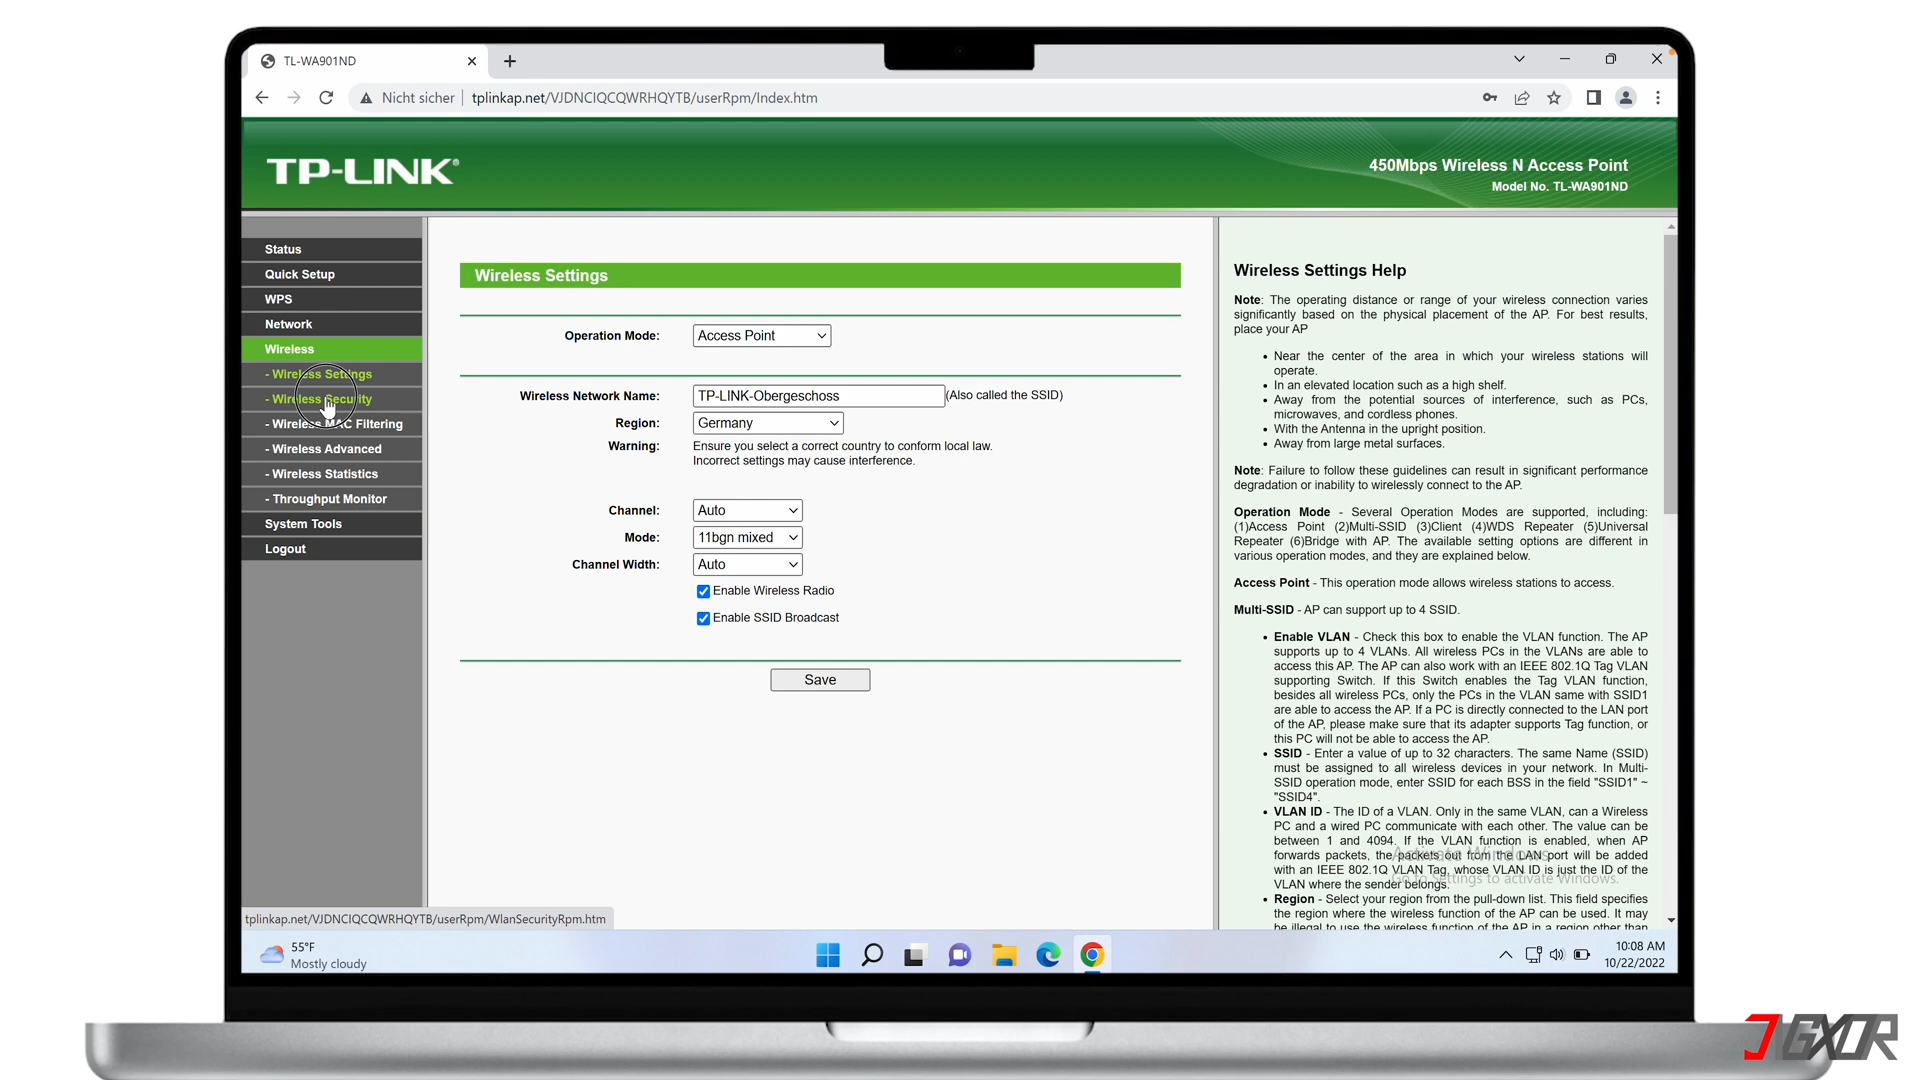 TL-WA901ND
Nicht sicher
tplinkap.net/VJDNCIQCQWRHQYTB/userRpm/Index.htm
TP-LINK®
450Mbps Wireless N Access Point
Model No. TL-WA901ND
Status
Quick Setup
WPS
Network
Wireless
- Wireless Settings
- Wireless Security
- Wireless MAC Filtering
- Wireless Advanced
- Wireless Statistics
- Throughput Monitor
System Tools
Logout
Wireless Settings
Operation Mode: Access Point
Wireless Network Name: TP-LINK-Obergeschoss (Also called the SSID)
Region: Germany
Warning: Ensure you select a correct country to conform local law.
Incorrect settings may cause interference.
Channel: Auto
Mode: 11bgn mixed
Channel Width: Auto
Enable Wireless Radio
Enable SSID Broadcast
Save
Wireless Settings Help
Note: The operating distance or range of your wireless connection varies
significantly based on the physical placement of the AP. For best results,
place your AP
• Near the center of the area in which your wireless stations will
operate.
• In an elevated location such as a high shelf.
• Away from the potential sources of interference, such as PCs,
microwaves, and cordless phones.
• With the Antenna in the upright position.
• Away from large metal surfaces.
Note: Failure to follow these guidelines can result in significant performance
degradation or inability to wirelessly connect to the AP.
Operation Mode - Several Operation Modes are supported, including:
(1)Access Point (2)Multi-SSID (3)Client (4)WDS Repeater (5)Universal
Repeater (6)Bridge with AP. The available setting options are different in
various operation modes, and they are explained below.
Access Point - This operation mode allows wireless stations to access.
Multi-SSID - AP can support up to 4 SSID.
• Enable VLAN - Check this box to enable the VLAN function. The AP
supports up to 4 VLANs. All wireless PCs in the VLANs are able to
access this AP. The AP can also work with an IEEE 802.1Q Tag VLAN
supporting Switch. If this Switch enables the Tag VLAN function,
besides all wireless PCs, only the PCs in the VLAN same with SSID1
are able to access the AP. If a PC is directly connected to the LAN port
of the AP, please make sure that its adapter supports Tag function, or
this PC will not be able to access the AP.
• SSID - Enter a value of up to 32 characters. The same Name (SSID)
must be assigned to all wireless devices in your network. In Multi-
SSID operation mode, enter SSID for each BSS in the field "SSID1" ~
"SSID4".
• VLAN ID - The ID of a VLAN. Only in the same VLAN, can a Wireless
PC and a wired PC communicate with each other. The value can be
between 1 and 4094. If the VLAN function is enabled, when AP
forwards packets, the packets out from the LAN port will be added
with an IEEE 802.1Q VLAN Tag, whose VLAN ID is just the ID of the
VLAN where the sender belongs.
• Region - Select your region from the pull-down list. This field specifies
the region where the wireless function of the AP can be used. It may
be illegal to use the wireless function of the AP in a region other than
Activate Windows
Go to Settings to activate Windows.
tplinkap.net/VJDNCIQCQWRHQYTB/userRpm/WlanSecurityRpm.htm
55°F
Mostly cloudy
10:08 AM
10/22/2022
JGXOR